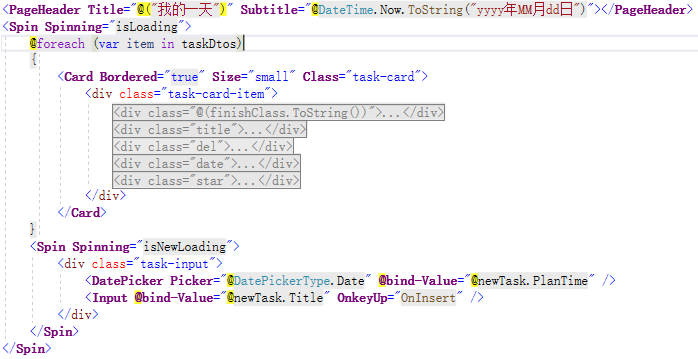 <PageHeader Title="@("我的一天")" Subtitle="@DateTime.Now.ToString("yyyy年MM月dd日")"></PageHeader>
<Spin Spinning="isLoading">
    @foreach (var item in taskDtos)
    {
        <Card Bordered="true" Size="small" Class="task-card">
            <div class="task-card-item">
                <div class="@(finishClass.ToString())">...</div>
                <div class="title">...</div>
                <div class="del">...</div>
                <div class="date">...</div>
                <div class="star">...</div>
            </div>
        </Card>
    }
    <Spin Spinning="isNewLoading">
        <div class="task-input">
            <DatePicker Picker="@DatePickerType.Date" @bind-Value="@newTask.PlanTime" />
            <Input @bind-Value="@newTask.Title" OnkeyUp="OnInsert" />
        </div>
    </Spin>
</Spin>